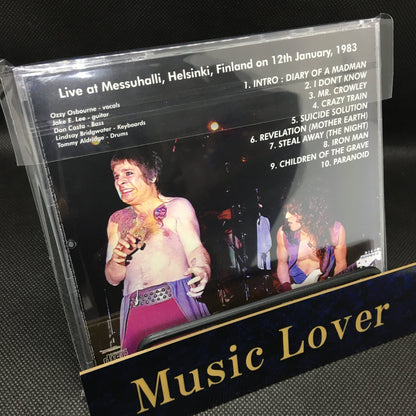 Live at Messuhalli, Helsinki, Finland on 12th January, 1983
Ozzy Osbourne - vocals
Jake E. Lee - guitar
Don Costa - Bass
Lindsay Bridgwater - Keyboards
Tommy Aldridge - Drums
1. INTRO : DIARY OF A MADMAN
2. I DON'T KNOW
3. MR. CROWLEY
4. CRAZY TRAIN
5. SUICIDE SOLUTION
6. REVELATION (MOTHER EARTH)
7. STEAL AWAY (THE NIGHT)
8. IRON MAN
9. CHILDREN OF THE GRAVE
10. PARANOID
Music Lover